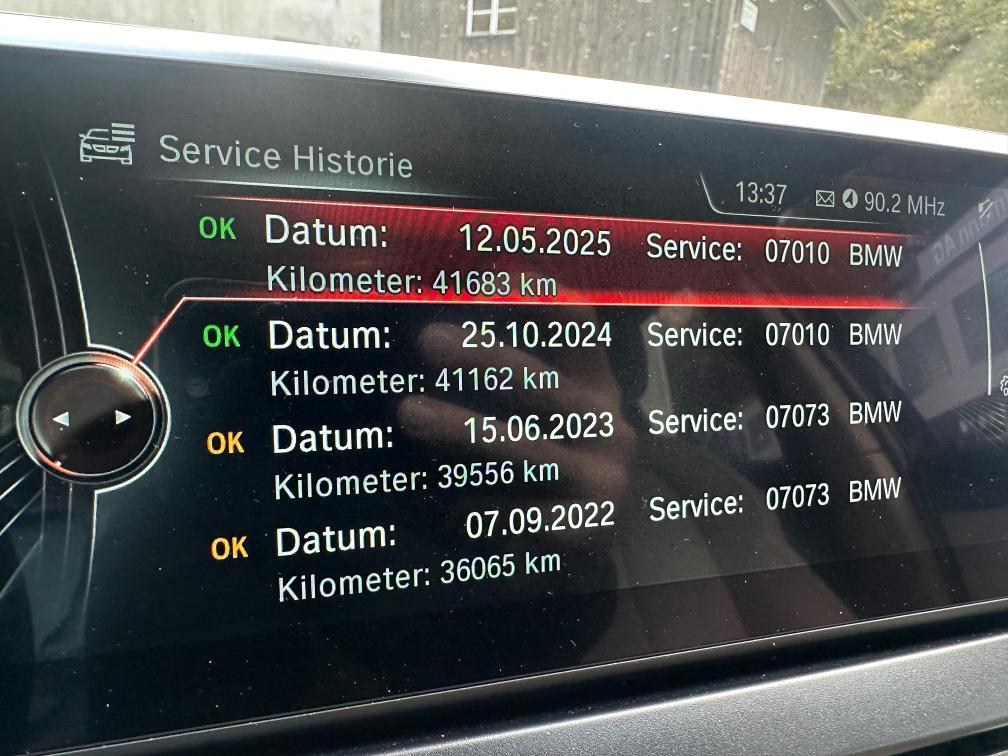 Service Historie
13:37 90.2 MHz
OK Datum: 12.05.2025 Service: 07010 BMW
Kilometer: 41683 km
OK Datum: 25.10.2024 Service: 07010 BMW
Kilometer: 41162 km
OK Datum: 15.06.2023 Service: 07073 BMW
Kilometer: 39556 km
OK Datum: 07.09.2022 Service: 07073 BMW
Kilometer: 36065 km